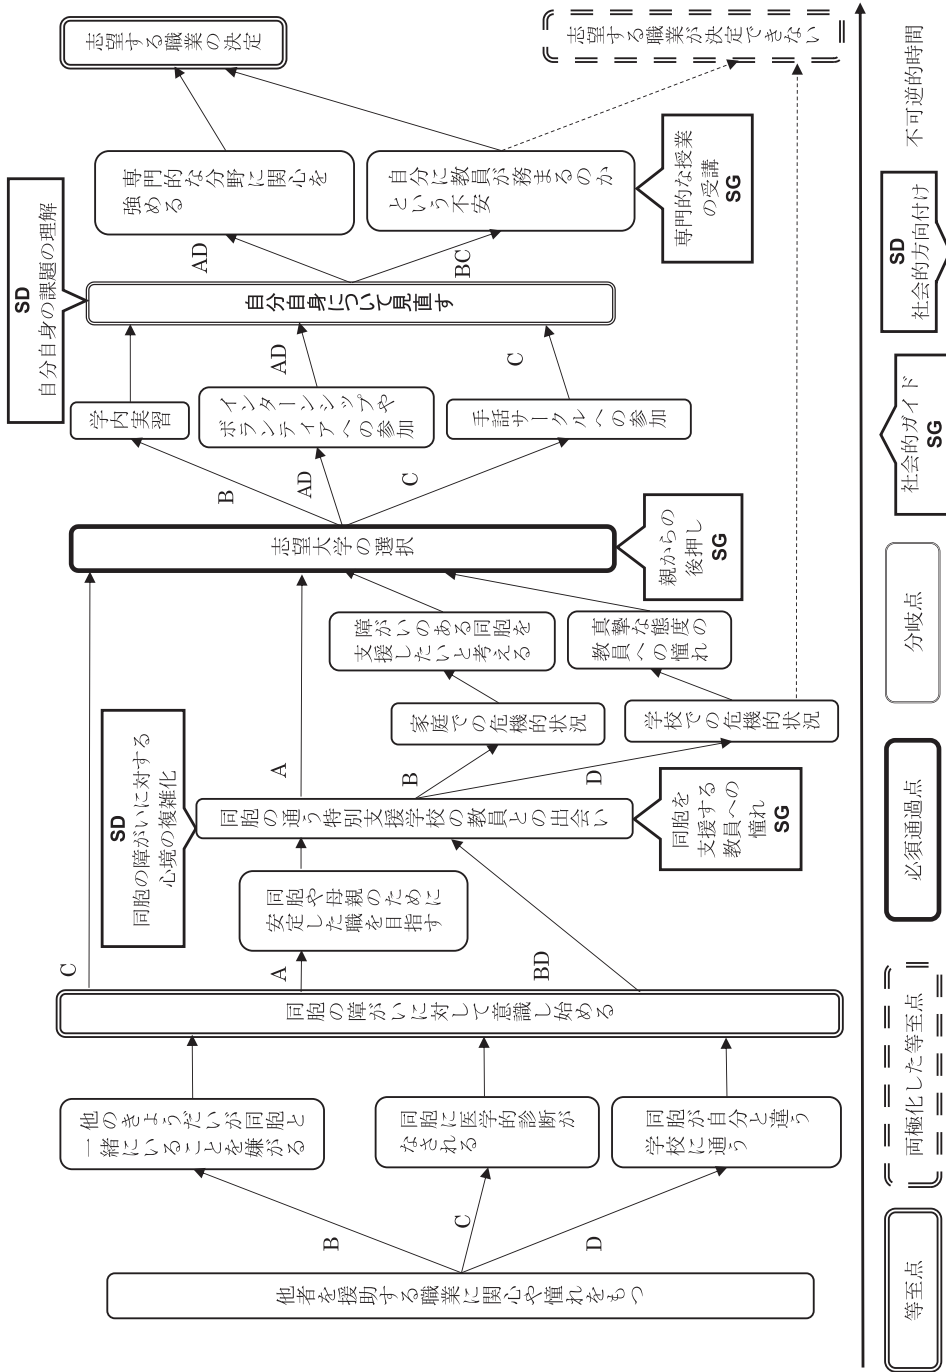 他者を援助する職業に関心や憧れをもつ
B
C
D
他のきょうだいが同胞と
一緒にいることを嫌がる
同胞に医学的診断が
なされる
同胞が自分と違う
学校に通う
同胞の障がいに対して意識し始める
C
A
BD
同胞や母親のために
安定した職を目指す
SD
同胞の障がいに対する
心境の複雑化
同胞の通う特別支援学校の教員との出会い
同胞を
支援する
教員への
憧れ
SG
A
B
D
家庭での危機的状況
学校での危機的状況
障がいのある同胞を
支援したいと考える
真摯な態度の
教員への憧れ
志望大学の選択
親からの
後押し
SG
B
AD
C
学内実習
インターンシップや
ボランティアへの参加
手話サークルへの参加
AD
C
SD
自分自身の課題の理解
自分自身について見直す
AD
BC
専門的な分野に関心を
強める
自分に教員が務まるのか
という不安
専門的な授業
の受講
SG
志望する職業の決定
志望する職業が決定できない
等至点
両極化した等至点
必須通過点
分岐点
社会的ガイド
SG
SD
社会的方向付け
不可逆的時間